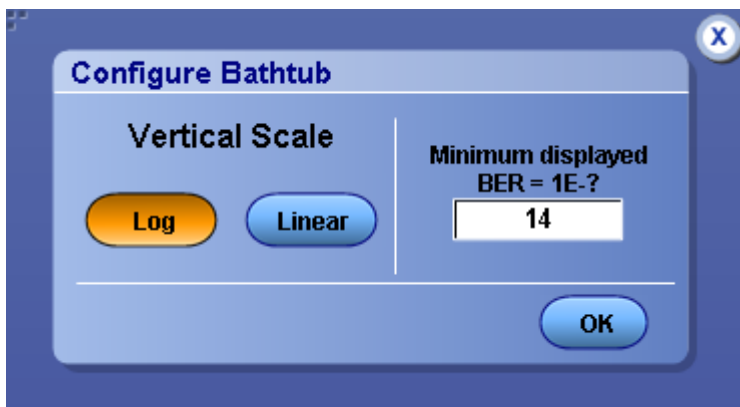 X
Configure Bathtub
Vertical Scale
Log
Linear
Minimum displayed
BER = 1E-?
14
OK